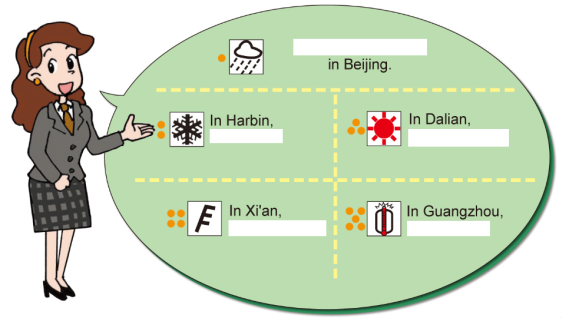 in Beijing.
In Harbin,
In Dalian,
In Xi'an,
In Guangzhou,